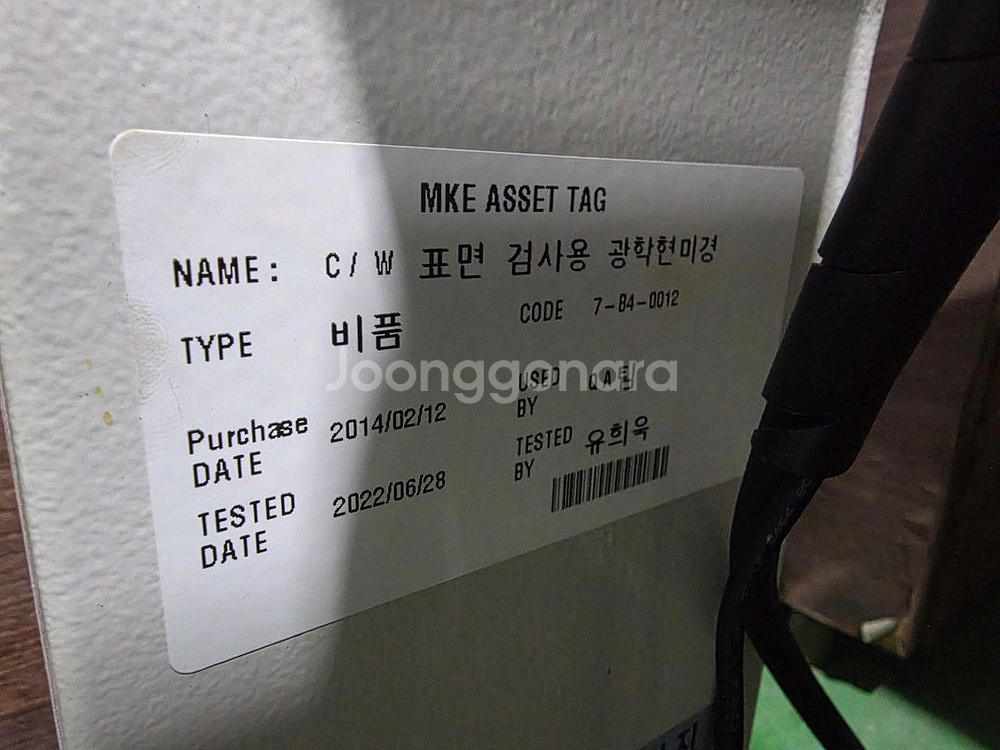 MKE ASSET TAG
NAME: C/W 표면 검사용 광학현미경
TYPE 비품 CODE 7-B4-0012
Joonggonara
Purchase DATE 2014/02/12 USED BY QA팀
TESTED DATE 2022/06/28 TESTED BY 유희욱